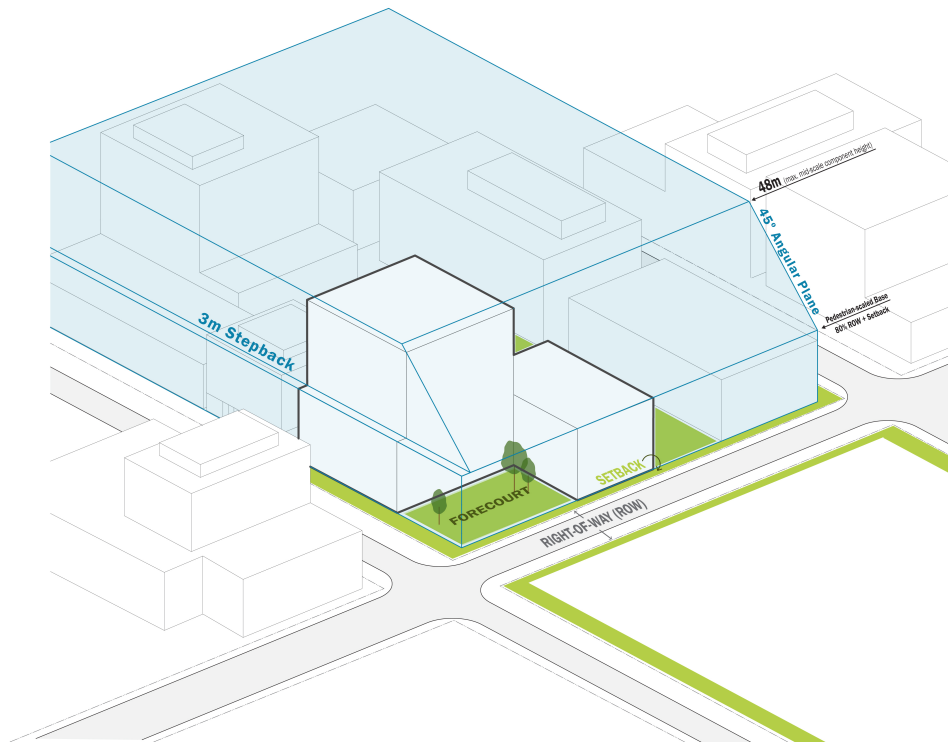 48m (max. mid-scale component height)
45° Angular Plane
Pedestrian-scaled Base
80% ROW + Setback
3m Stepback
SETBACK
FORECOURT
RIGHT-OF-WAY (ROW)